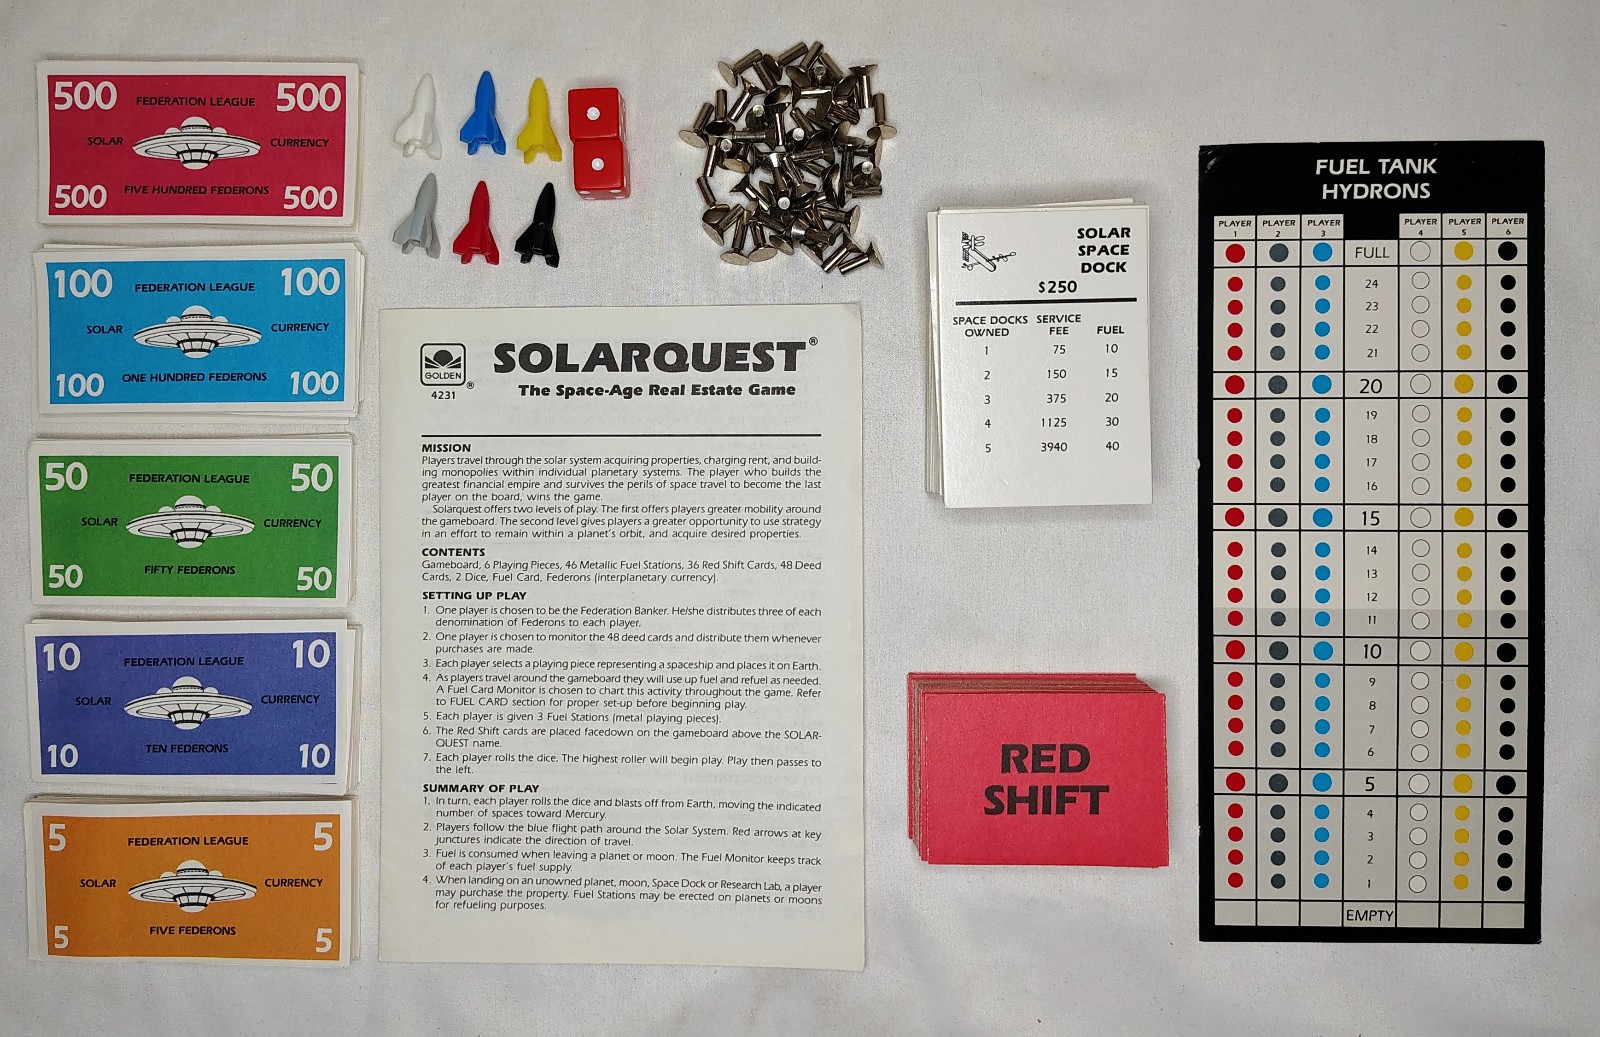 500 FEDERATION LEAGUE 500
SOLAR CURRENCY
500 FIVE HUNDRED FEDERONS 500
100 FEDERATION LEAGUE 100
SOLAR CURRENCY
100 ONE HUNDRED FEDERONS 100
50 FEDERATION LEAGUE 50
SOLAR CURRENCY
50 FIFTY FEDERONS 50
10 FEDERATION LEAGUE 10
SOLAR CURRENCY
10 TEN FEDERONS 10
5 FEDERATION LEAGUE 5
SOLAR CURRENCY
5 FIVE FEDERONS 5
GOLDEN ®
4231
SOLARQUEST®
The Space-Age Real Estate Game
MISSION
Players travel through the solar system acquiring properties, charging rent, and build-
ing monopolies within individual planetary systems. The player who builds the
greatest financial empire and survives the perils of space travel to become the last
player on the board, wins the game.
Solarquest offers two levels of play. The first offers players greater mobility around
the gameboard. The second level gives players a greater opportunity to use strategy
in an effort to remain within a planet's orbit, and acquire desired properties.
CONTENTS
Gameboard, 6 Playing Pieces, 46 Metallic Fuel Stations, 36 Red Shift Cards, 48 Deed
Cards, 2 Dice, Fuel Card, Federons (interplanetary currency).
SETTING UP PLAY
1. One player is chosen to be the Federation Banker. He/she distributes three of each
denomination of Federons to each player.
2. One player is chosen to monitor the 48 deed cards and distribute them whenever
purchases are made.
3. Each player selects a playing piece representing a spaceship and places it on Earth.
4. As players travel around the gameboard they will use up fuel and refuel as needed.
A Fuel Card Monitor is chosen to chart this activity throughout the game. Refer
to FUEL CARD section for proper set-up before beginning play.
5. Each player is given 3 Fuel Stations (metal playing pieces).
6. The Red Shift cards are placed facedown on the gameboard above the SOLAR-
QUEST name.
7. Each player rolls the dice. The highest roller will begin play. Play then passes to
the left.
SUMMARY OF PLAY
1. In turn, each player rolls the dice and blasts off from Earth, moving the indicated
number of spaces toward Mercury.
2. Players follow the blue flight path around the Solar System. Red arrows at key
junctures indicate the direction of travel.
3. Fuel is consumed when leaving a planet or moon. The Fuel Monitor keeps track
of each player's fuel supply.
4. When landing on an unowned planet, moon, Space Dock or Research Lab, a player
may purchase the property. Fuel Stations may be erected on planets or moons
for refueling purposes.
SOLAR
SPACE
DOCK
$250
SPACE DOCKS OWNED SERVICE FEE FUEL
1 75 10
2 150 15
3 375 20
4 1125 30
5 3940 40
RED
SHIFT
FUEL TANK
HYDRONS
PLAYER 1 PLAYER 2 PLAYER 3 PLAYER 4 PLAYER 5 PLAYER 6
FULL
24
23
22
21
20
19
18
17
16
15
14
13
12
11
10
9
8
7
6
5
4
3
2
1
EMPTY